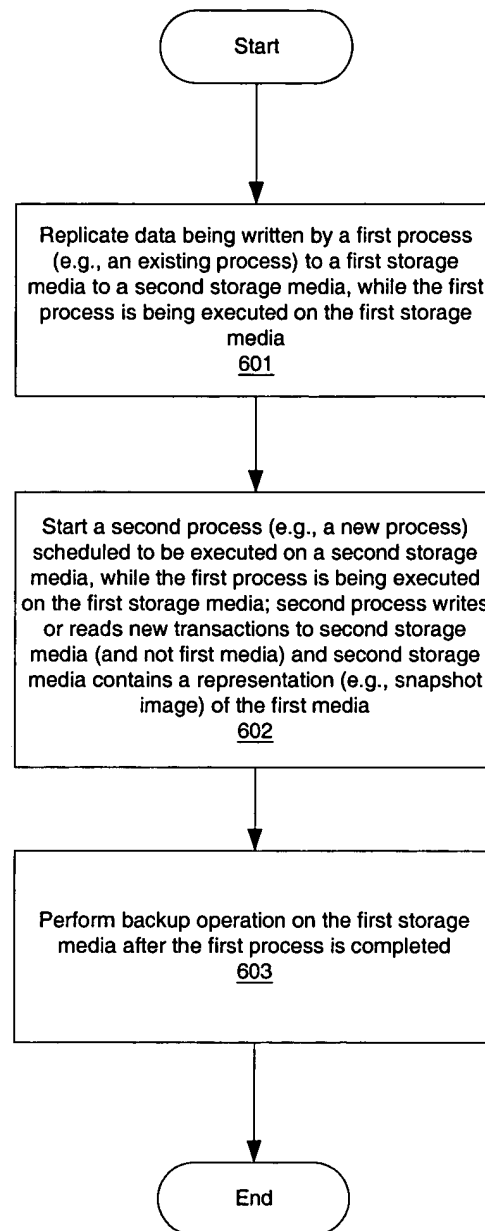 Start
Replicate data being written by a first process
(e.g., an existing process) to a first storage
media to a second storage media, while the first
process is being executed on the first storage
media
601
Start a second process (e.g., a new process)
scheduled to be executed on a second storage
media, while the first process is being executed
on the first storage media; second process writes
or reads new transactions to second storage
media (and not first media) and second storage
media contains a representation (e.g., snapshot
image) of the first media
602
Perform backup operation on the first storage
media after the first process is completed
603
End